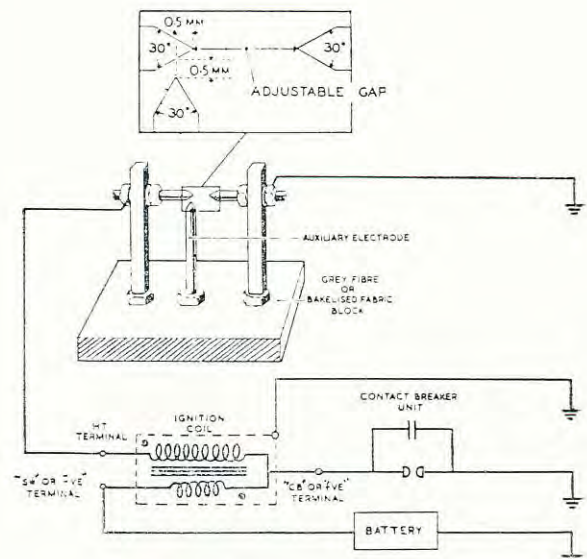 0.5 MM
30°
30°
0.5 MM
ADJUSTABLE GAP
30°
AUXILIARY ELECTRODE
GREY FIBRE
OR
BAKELISED FABRIC
BLOCK
HT
TERMINAL
IGNITION
COIL
CONTACT BREAKER
UNIT
"SW" OR "-VE"
TERMINAL
"CB" OR "+VE"
TERMINAL
BATTERY